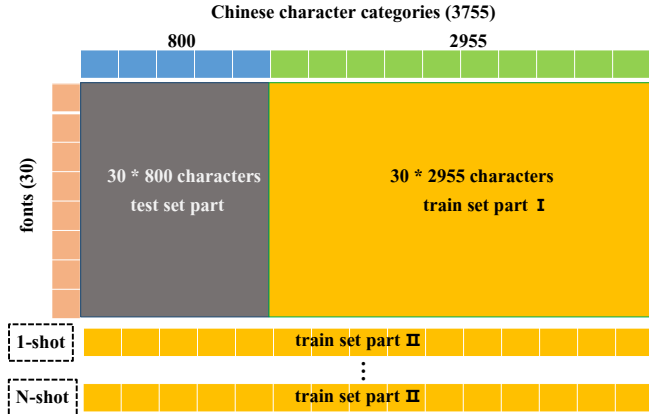 Chinese character categories (3755)
800
2955
fonts (30)
30 * 800 characters
test set part
30 * 2955 characters
train set part I
1-shot
train set part II
⋮
N-shot
train set part II